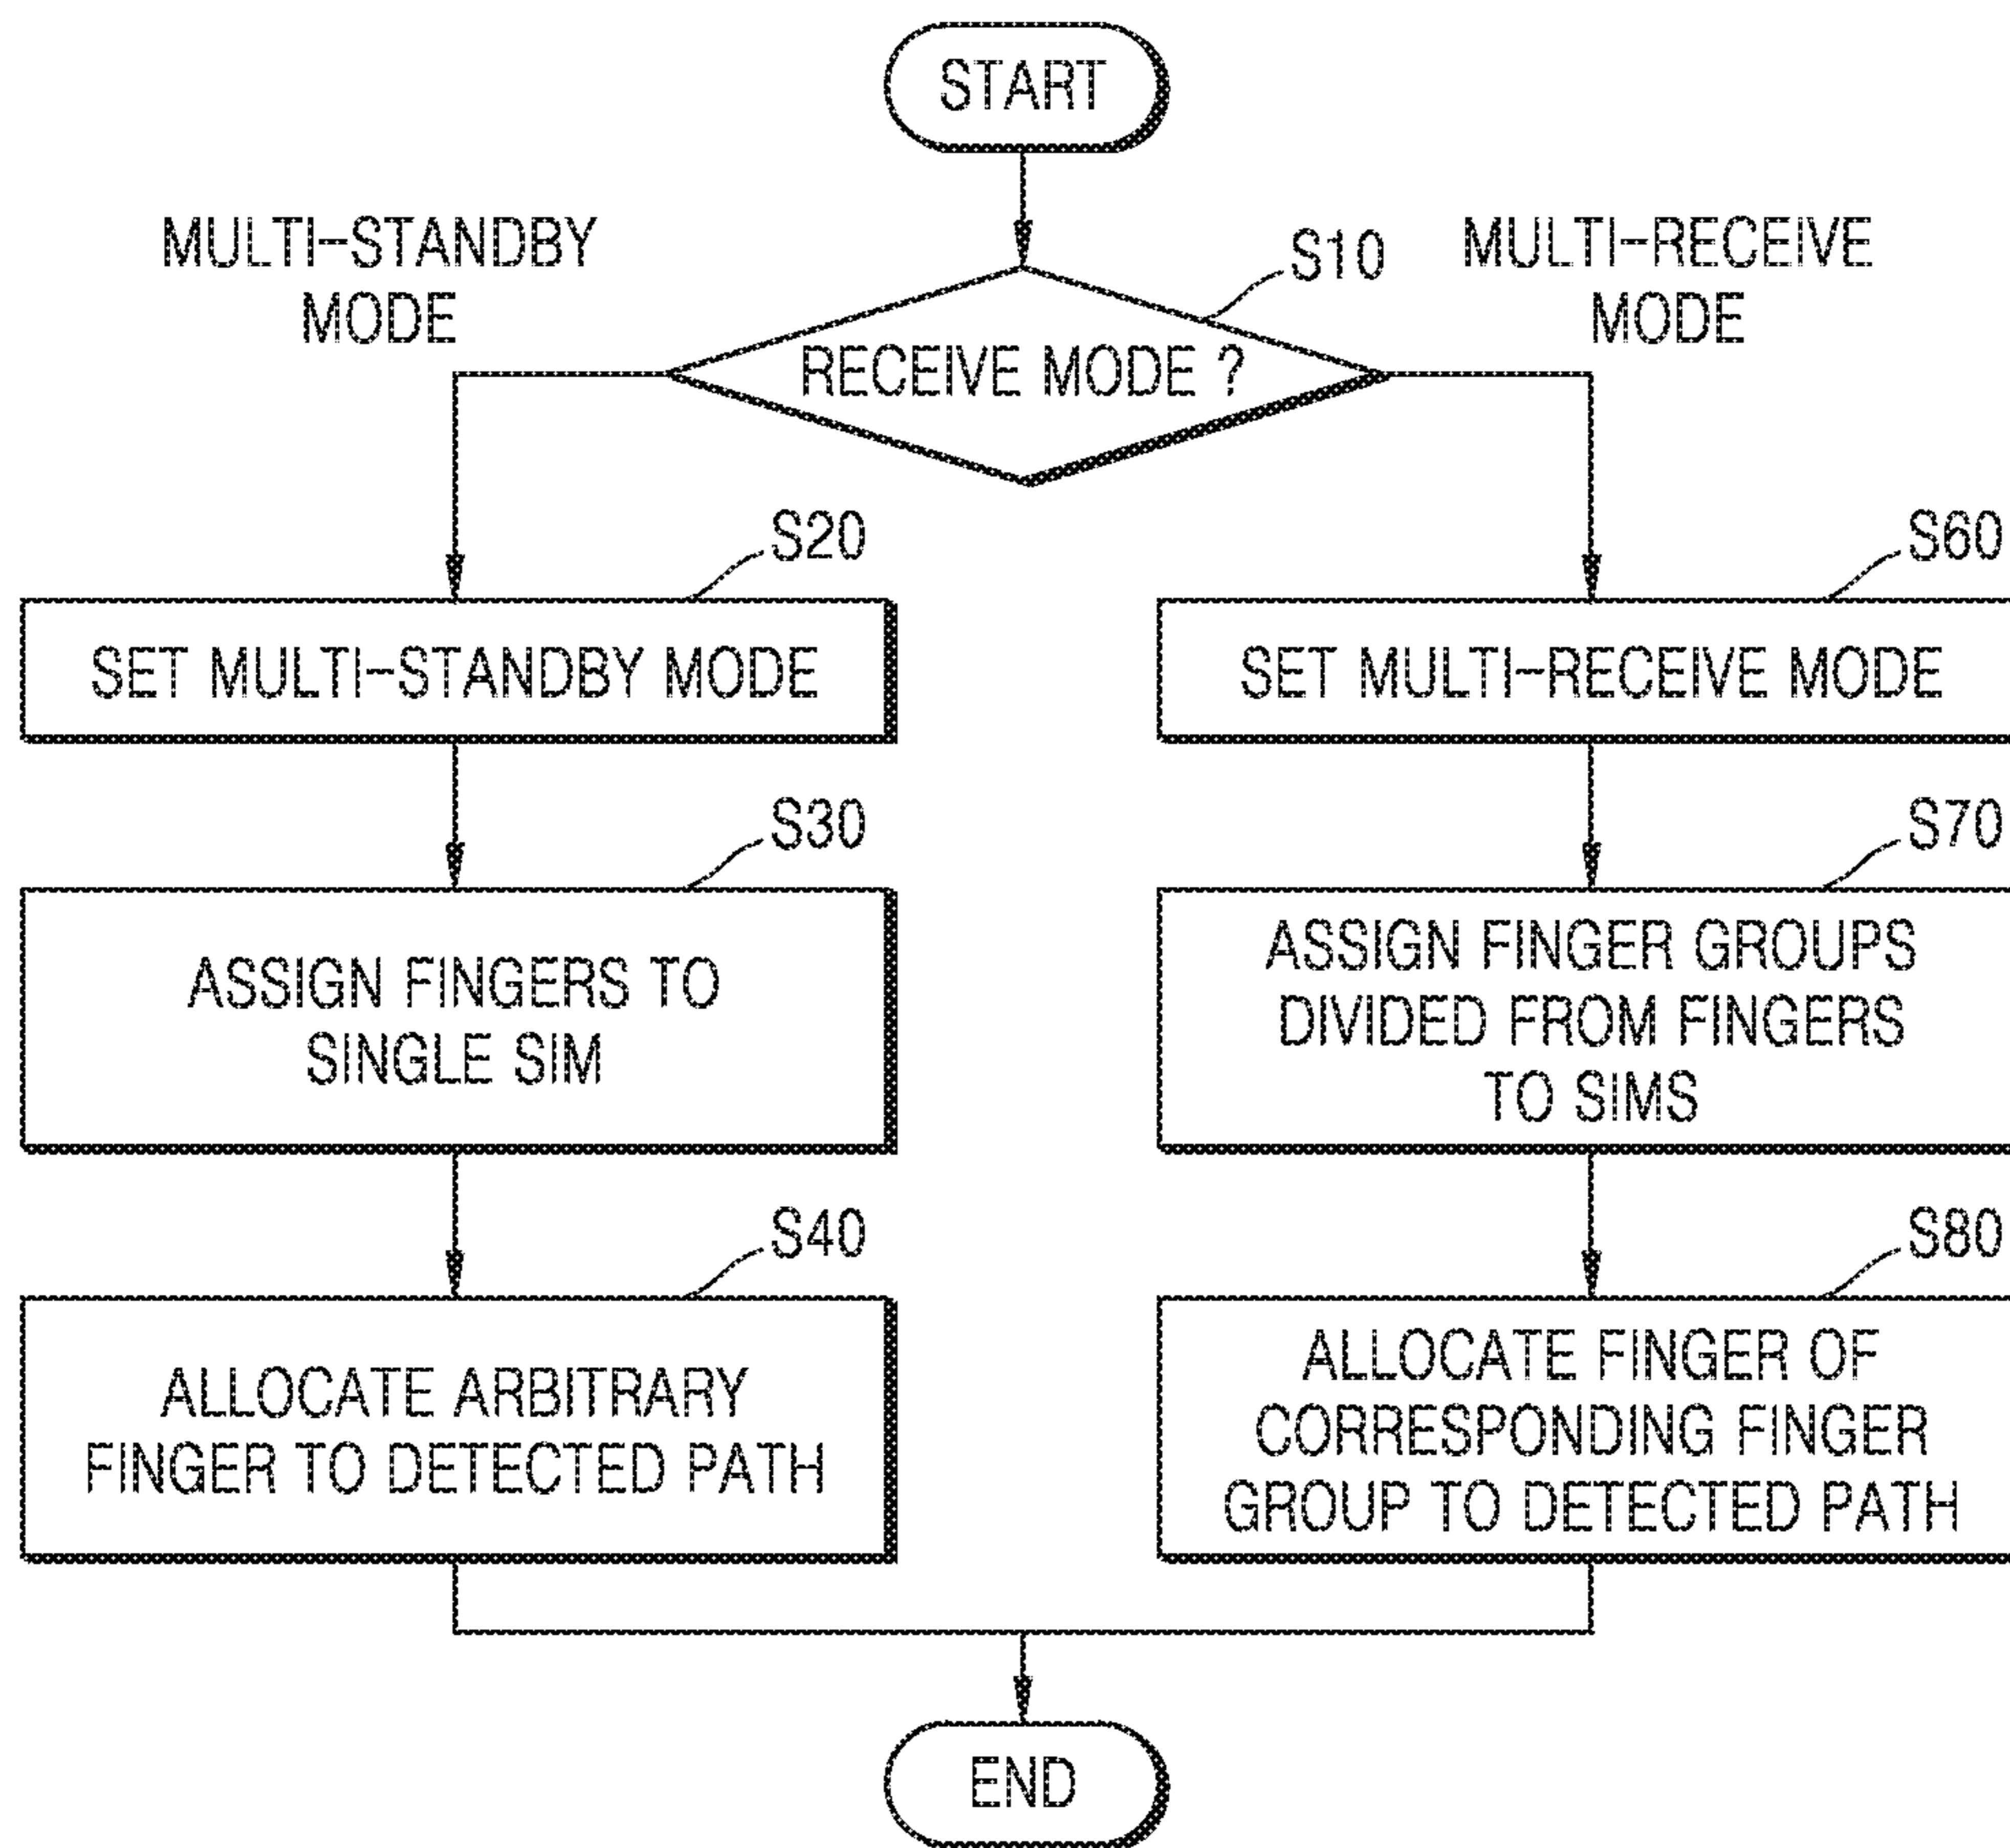 START
MULTI-STANDBY
MODE
S10
MULTI-RECEIVE
MODE
RECEIVE MODE ?
S20
SET MULTI-STANDBY MODE
S30
ASSIGN FINGERS TO
SINGLE SIM
S40
ALLOCATE ARBITRARY
FINGER TO DETECTED PATH
S60
SET MULTI-RECEIVE MODE
S70
ASSIGN FINGER GROUPS
DIVIDED FROM FINGERS
TO SIMS
S80
ALLOCATE FINGER OF
CORRESPONDING FINGER
GROUP TO DETECTED PATH
END